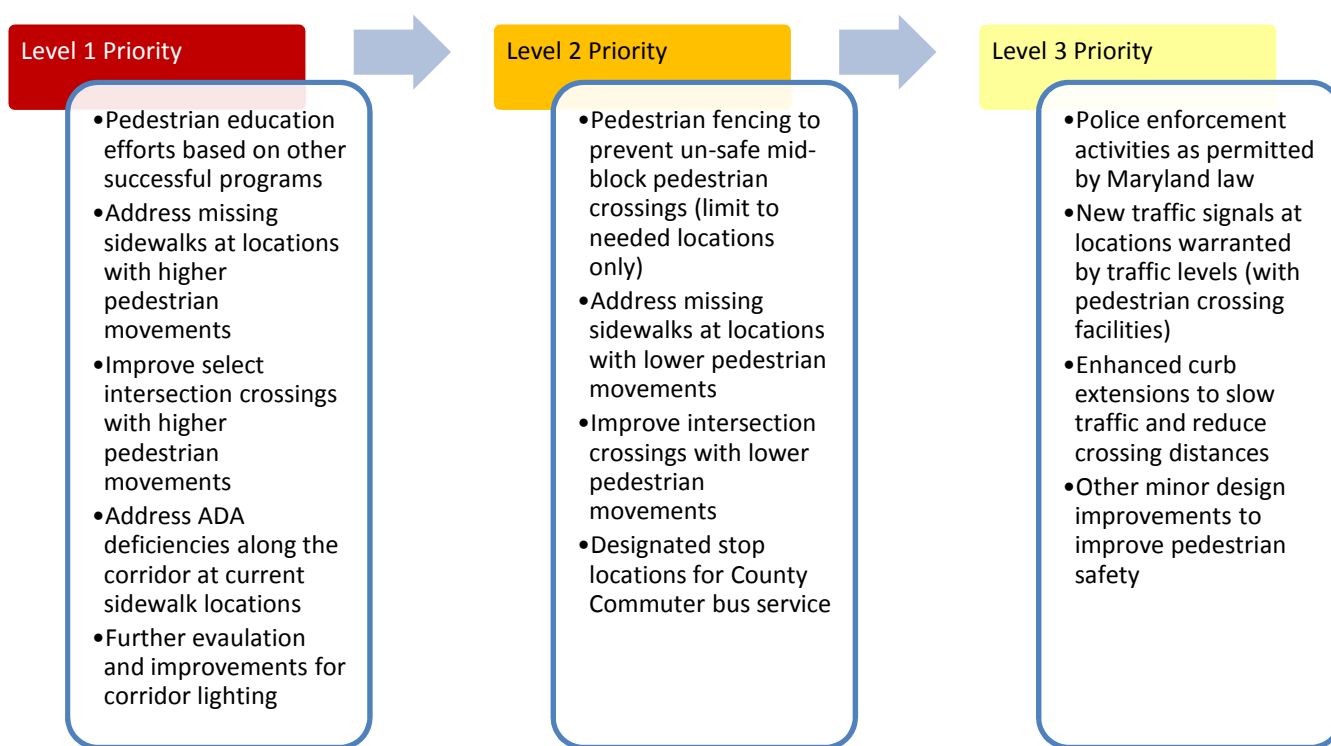 Level 1 Priority
•Pedestrian education
efforts based on other
successful programs
•Address missing
sidewalks at locations
with higher
pedestrian
movements
•Improve select
intersection crossings
with higher
pedestrian
movements
•Address ADA
deficiencies along the
corridor at current
sidewalk locations
•Further evaulation
and improvements for
corridor lighting
Level 2 Priority
•Pedestrian fencing to
prevent un-safe mid-
block pedestrian
crossings (limit to
needed locations
only)
•Address missing
sidewalks at locations
with lower pedestrian
movements
•Improve intersection
crossings with lower
pedestrian
movements
•Designated stop
locations for County
Commuter bus service
Level 3 Priority
•Police enforcement
activities as permitted
by Maryland law
•New traffic signals at
locations warranted
by traffic levels (with
pedestrian crossing
facilities)
•Enhanced curb
extensions to slow
traffic and reduce
crossing distances
•Other minor design
improvements to
improve pedestrian
safety